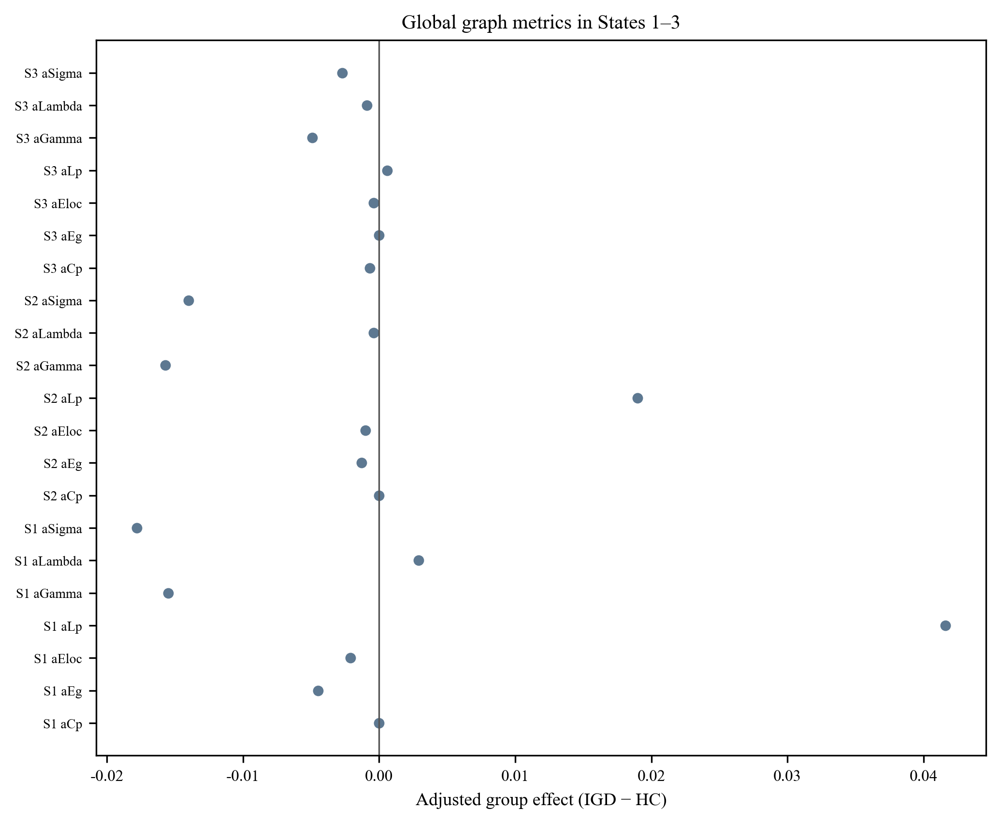 Global graph metrics in States 1–3
S3 aSigma
S3 aLambda
S3 aGamma
S3 aLp
S3 aEloc
S3 aEg
S3 aCp
S2 aSigma
S2 aLambda
S2 aGamma
S2 aLp
S2 aEloc
S2 aEg
S2 aCp
S1 aSigma
S1 aLambda
S1 aGamma
S1 aLp
S1 aEloc
S1 aEg
S1 aCp
-0.02 -0.01 0.00 0.01 0.02 0.03 0.04
Adjusted group effect (IGD − HC)